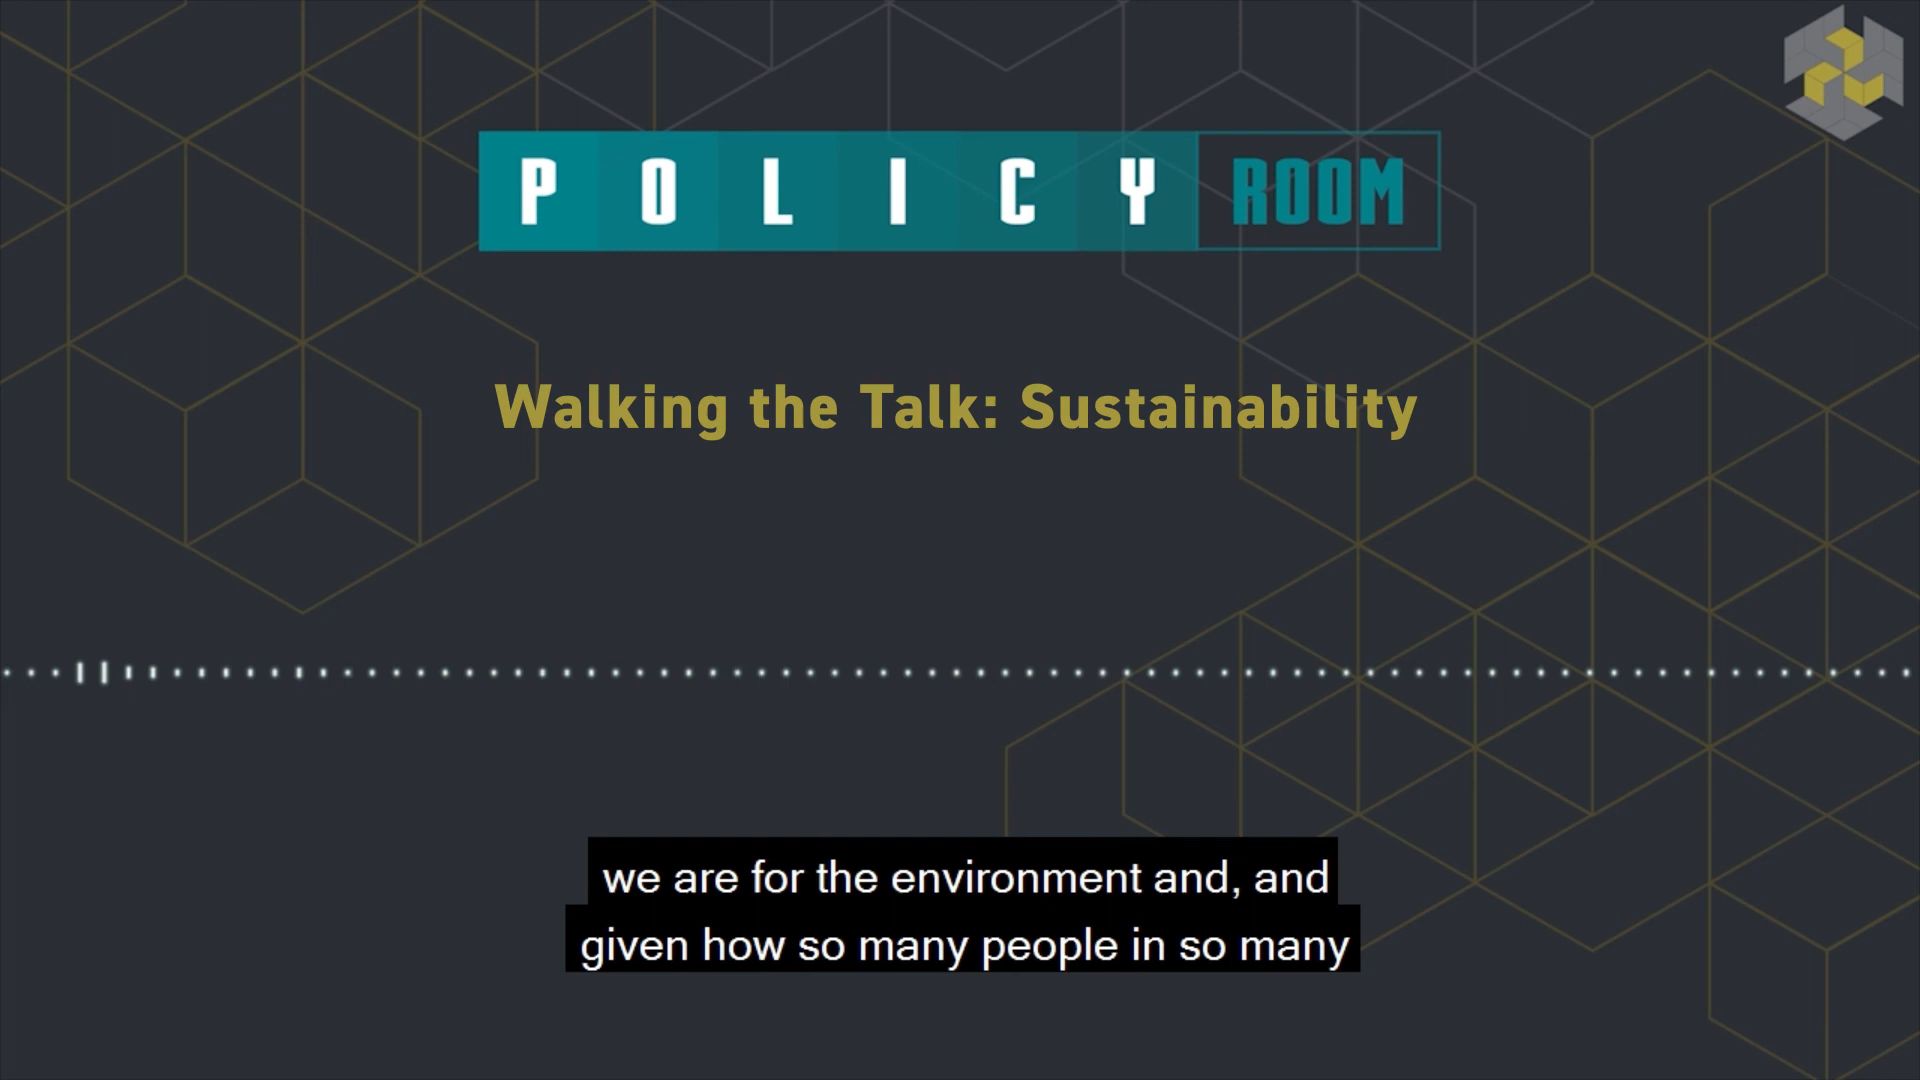 POLICY ROOM
Walking the Talk: Sustainability
we are for the environment and, and
given how so many people in so many